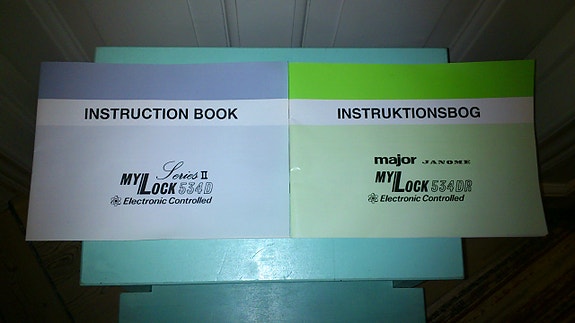 INSTRUCTION BOOK
Series II
MY LOCK 534D
Electronic Controlled
INSTRUKTIONSBOG
major JANOME
MY LOCK 534DR
Electronic Controlled